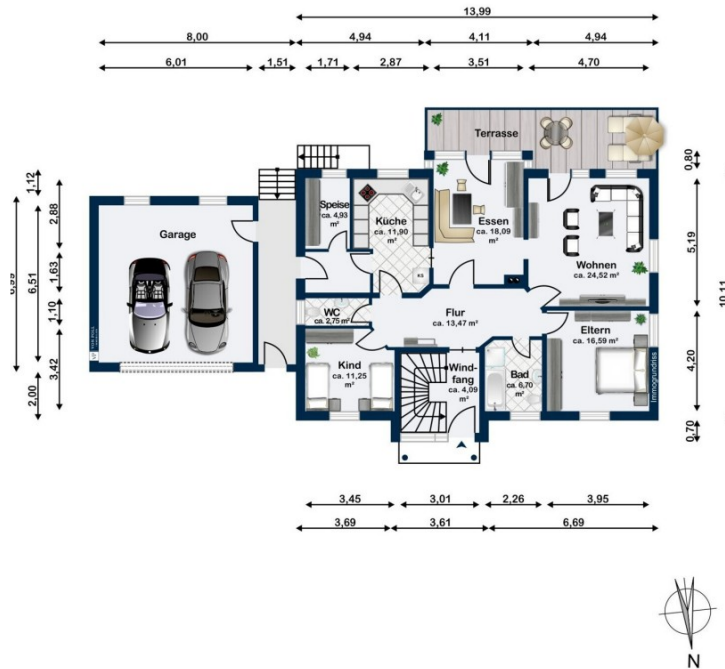 13,99
8,00
4,94
4,11
4,94
6,01
1,51
1,71
2,87
3,51
4,70
Terrasse
0,80
1,12
2,88
Speise
ca. 4,93
m²
Küche
ca. 11,90
m²
Essen
ca. 18,09
m²
5,19
Garage
6,51
1,63
Wohnen
ca. 24,52 m²
10,11
1,10
WC
ca. 2,75 m²
Flur
ca. 13,47 m²
Eltern
ca. 16,59 m²
3,42
Kind
ca. 11,25
m²
Wind-
fang
ca. 4,09
m²
Bad
ca. 6,70
m²
4,20
Immogrundriss
2,00
0,70
3,45
3,01
2,26
3,95
3,69
3,61
6,69
N